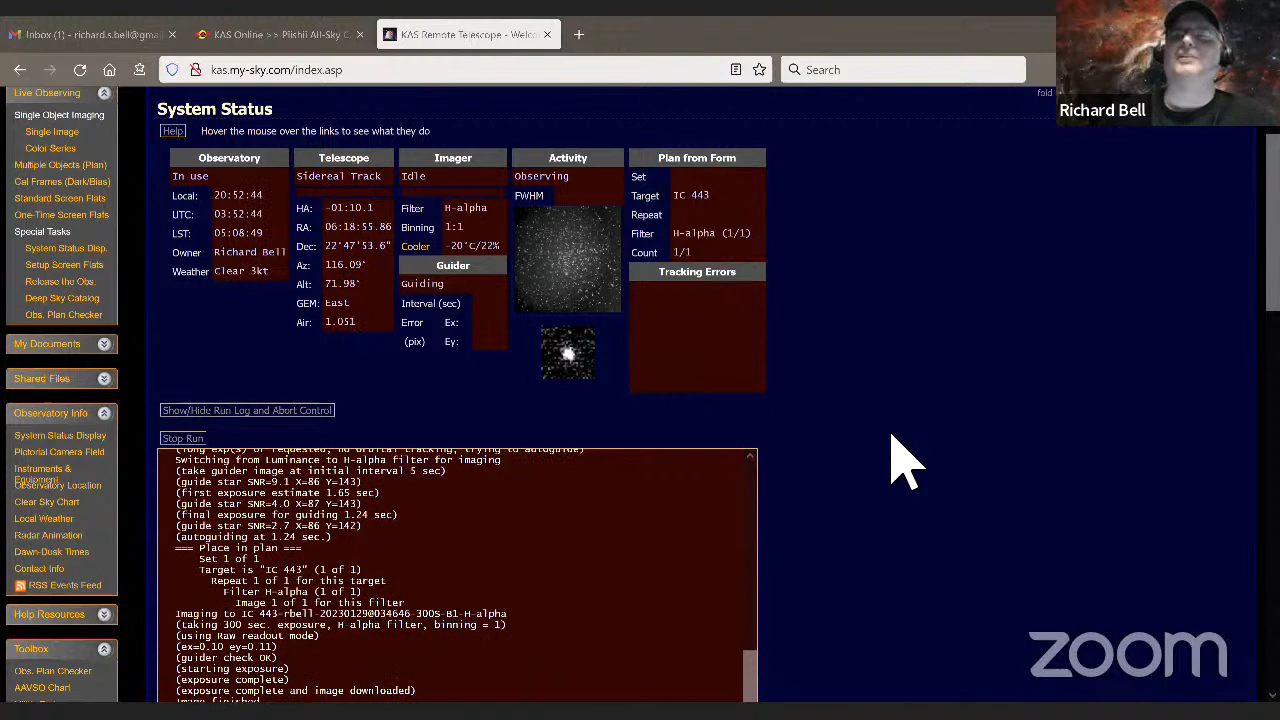 Inbox (1) - richard.s.bell@gmai
KAS Online >> Piishii All-Sky C
KAS Remote Telescope - Welco
kas.my-sky.com/index.asp
Search
Richard Bell
Live Observing
Single Object Imaging
Single Image
Color Series
Multiple Objects (Plan)
Cal Frames (Dark/Bias)
Standard Screen Flats
One-Time Screen Flats
Special Tasks
System Status Disp.
Setup Screen Flats
Release the Obs.
Deep Sky Catalog
Obs. Plan Checker
My Documents
Shared Files
Observatory Info
System Status Display
Pictorial Camera Field
Instruments &
Equipment
Observatory Location
Clear Sky Chart
Local Weather
Radar Animation
Dawn-Dusk Times
Contact Info
RSS Events Feed
Help Resources
Toolbox
Obs. Plan Checker
AAVSO Chart
System Status
fold
Help Hover the mouse over the links to see what they do
Observatory
In use
Local: 20:52:44
UTC: 03:52:44
LST: 05:08:49
Owner Richard Bell
Weather Clear 3kt
Telescope
Sidereal Track
HA: -01:10.1
RA: 06:18:55.86
Dec: 22°47'53.6"
Az: 116.09°
Alt: 71.98°
GEM: East
Air: 1.051
Imager
Idle
Filter H-alpha
Binning 1:1
Cooler -20°C/22%
Guider
Guiding
Interval (sec)
Error Ex:
(pix) Ey:
Activity
Observing
FWHM
Plan from Form
Set
Target IC 443
Repeat
Filter H-alpha (1/1)
Count 1/1
Tracking Errors
Show/Hide Run Log and Abort Control
Stop Run
(long exp(s) or requested, no orbital tracking, trying to autoguide)
Switching from Luminance to H-alpha filter for imaging
(take guider image at initial interval 5 sec)
(guide star SNR=9.1 X=86 Y=143)
(first exposure estimate 1.65 sec)
(guide star SNR=4.0 X=87 Y=143)
(final exposure for guiding 1.24 sec)
(guide star SNR=2.7 X=86 Y=142)
(autoguiding at 1.24 sec.)
=== Place in plan ===
Set 1 of 1
Target is "IC 443" (1 of 1)
Repeat 1 of 1 for this target
Filter H-alpha (1 of 1)
Image 1 of 1 for this filter
Imaging to IC 443-rbell-20230129@034646-300S-B1-H-alpha
(taking 300 sec. exposure, H-alpha filter, binning = 1)
(using Raw readout mode)
(ex=0.10 ey=0.11)
(guider check OK)
(starting exposure)
(exposure complete)
(exposure complete and image downloaded)
Image finished
zoom